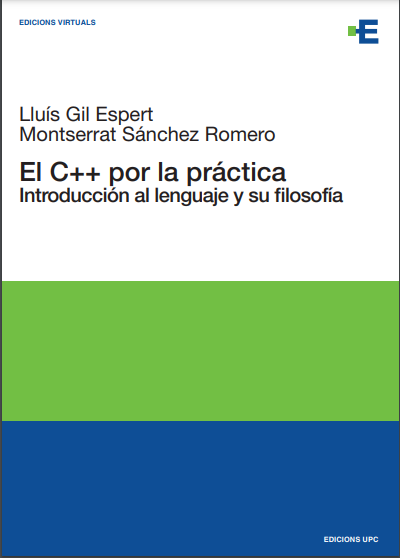 EDICIONS VIRTUALS
E
Lluís Gil Espert
Montserrat Sánchez Romero
El C++ por la práctica
Introducción al lenguaje y su filosofía
EDICIONS UPC